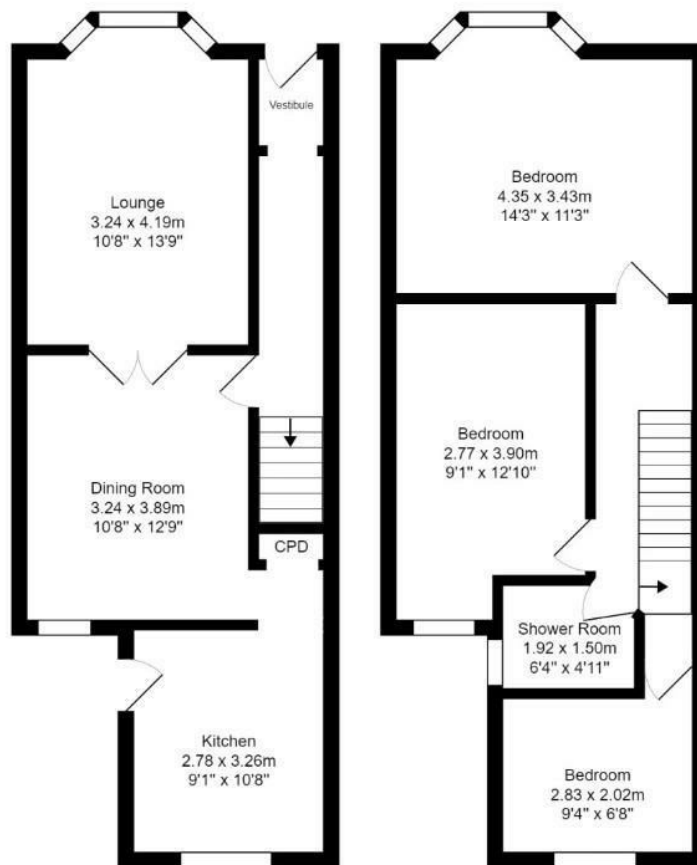 Vestibule
Lounge
3.24 x 4.19m
10'8" x 13'9"
Dining Room
3.24 x 3.89m
10'8" x 12'9"
CPD
Kitchen
2.78 x 3.26m
9'1" x 10'8"
Bedroom
4.35 x 3.43m
14'3" x 11'3"
Bedroom
2.77 x 3.90m
9'1" x 12'10"
Shower Room
1.92 x 1.50m
6'4" x 4'11"
Bedroom
2.83 x 2.02m
9'4" x 6'8"